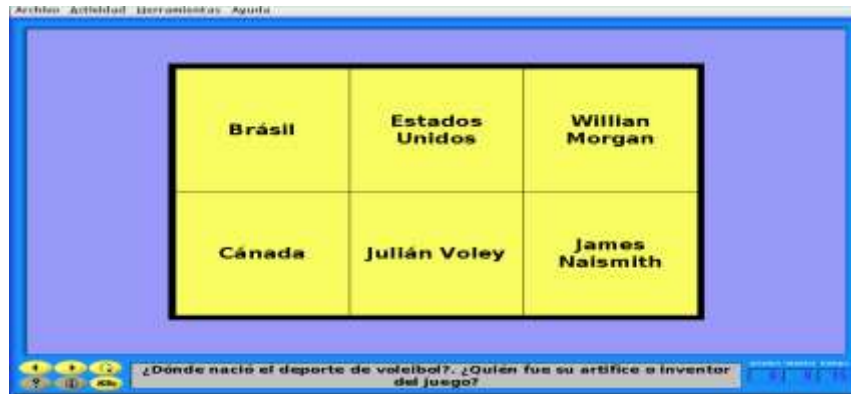 Archivo Actividad Herramientas Ayuda
Brásil
Estados
Unidos
Willian
Morgan
Cánada
Julián Voley
James
Naismith
¿Dónde nació el deporte de voleibol?. ¿Quién fue su artifice o inventor
del juego?